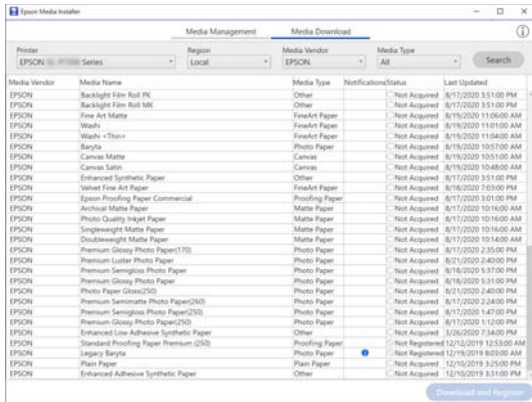 Epson Media Installer
Media Management Media Download
Printer Region Media Vendor Media Type
EPSON Series Local EPSON All Search
Media Vendor Media Name Media Type Notifications Status Last Updated
EPSON Backlight Film Roll PK Other Not Acquired 8/17/2020 3:51:00 PM
EPSON Backlight Film Roll MK Other Not Acquired 8/17/2020 3:51:00 PM
EPSON Fine Art Matte FineArt Paper Not Acquired 8/19/2020 11:06:00 AM
EPSON Washi FineArt Paper Not Acquired 8/19/2020 11:01:00 AM
EPSON Washi <Thin> FineArt Paper Not Acquired 8/19/2020 11:04:00 AM
EPSON Baryta Photo Paper Not Acquired 8/19/2020 10:57:00 AM
EPSON Canvas Matte Canvas Not Acquired 8/19/2020 10:51:00 AM
EPSON Canvas Satin Canvas Not Acquired 8/19/2020 10:48:00 AM
EPSON Enhanced Synthetic Paper Other Not Acquired 8/17/2020 3:51:00 PM
EPSON Velvet Fine Art Paper FineArt Paper Not Acquired 8/18/2020 7:03:00 PM
EPSON Epson Proofing Paper Commercial Proofing Paper Not Acquired 8/17/2020 3:01:00 PM
EPSON Archival Matte Paper Matte Paper Not Acquired 8/17/2020 10:16:00 AM
EPSON Photo Quality Inkjet Paper Matte Paper Not Acquired 8/17/2020 10:16:00 AM
EPSON Singleweight Matte Paper Matte Paper Not Acquired 8/17/2020 10:16:00 AM
EPSON Doubleweight Matte Paper Matte Paper Not Acquired 8/17/2020 10:14:00 AM
EPSON Premium Glossy Photo Paper(170) Photo Paper Not Acquired 8/17/2020 2:35:00 PM
EPSON Premium Luster Photo Paper Photo Paper Not Acquired 8/21/2020 2:40:00 PM
EPSON Premium Semigloss Photo Paper Photo Paper Not Acquired 8/18/2020 5:37:00 PM
EPSON Premium Glossy Photo Paper Photo Paper Not Acquired 8/18/2020 5:31:00 PM
EPSON Photo Paper Gloss(250) Photo Paper Not Acquired 8/21/2020 2:40:00 PM
EPSON Premium Semimatte Photo Paper(260) Photo Paper Not Acquired 8/17/2020 2:24:00 PM
EPSON Premium Semigloss Photo Paper(250) Photo Paper Not Acquired 8/17/2020 1:47:00 PM
EPSON Premium Glossy Photo Paper(250) Photo Paper Not Acquired 8/17/2020 1:12:00 PM
EPSON Enhanced Low Adhesive Synthetic Paper Other Not Acquired 3/26/2020 7:34:00 PM
EPSON Standard Proofing Paper Premium (250) Proofing Paper Not Registered 12/12/2019 12:53:00 AM
EPSON Legacy Baryta Photo Paper Not Registered 12/19/2019 8:03:00 AM
EPSON Plain Paper Plain Paper Not Acquired 12/10/2019 3:25:00 PM
EPSON Enhanced Adhesive Synthetic Paper Other Not Acquired 12/10/2019 3:31:00 PM
Download and Register